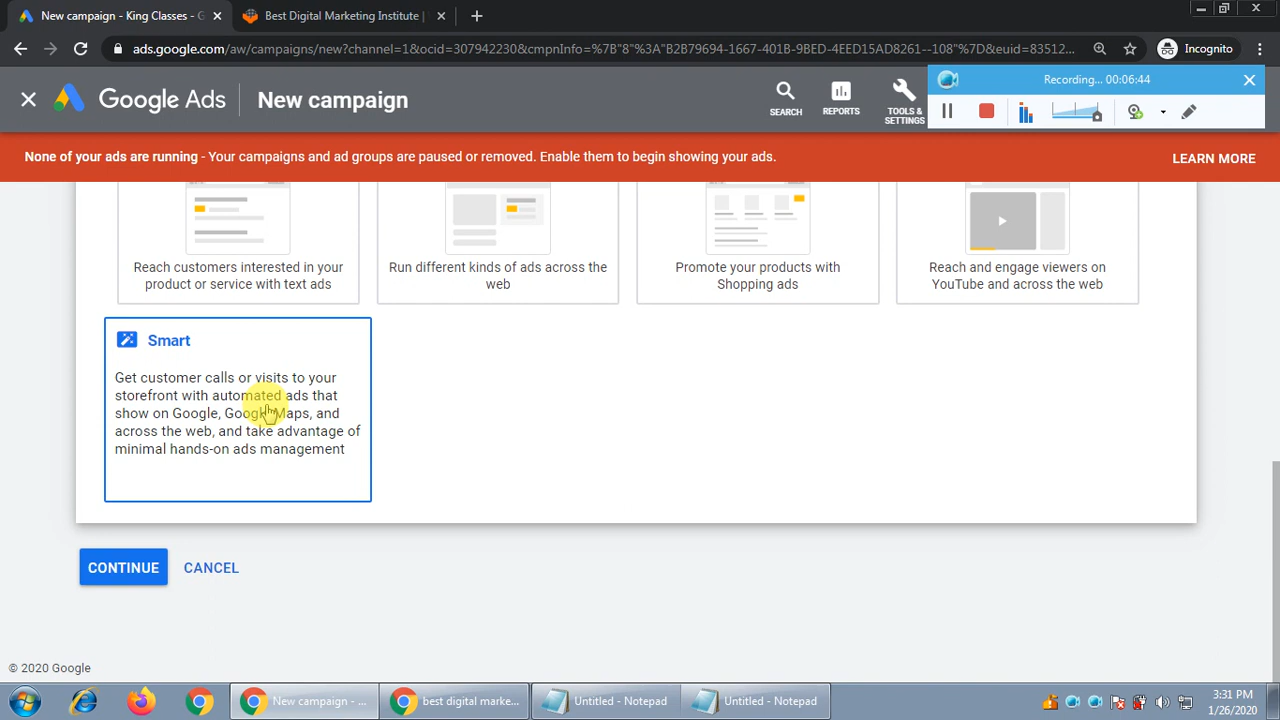 New campaign - King Classes - G
Best Digital Marketing Institute |
ads.google.com/aw/campaigns/new?channel=1&ocid=307942230&cmpnInfo=%7B"8"%3A"B2B79694-1667-401B-9BED-4EED15AD8261--108"%7D&euid=83512...
Incognito
Recording... 00:06:44
Google Ads
New campaign
SEARCH
REPORTS
TOOLS &
SETTINGS
None of your ads are running - Your campaigns and ad groups are paused or removed. Enable them to begin showing your ads.
LEARN MORE
Reach customers interested in your
product or service with text ads
Run different kinds of ads across the
web
Promote your products with
Shopping ads
Reach and engage viewers on
YouTube and across the web
Smart
Get customer calls or visits to your
storefront with automated ads that
show on Google, Google Maps, and
across the web, and take advantage of
minimal hands-on ads management
CONTINUE
CANCEL
© 2020 Google
New campaign - ...
best digital marke...
Untitled - Notepad
Untitled - Notepad
3:31 PM
1/26/2020